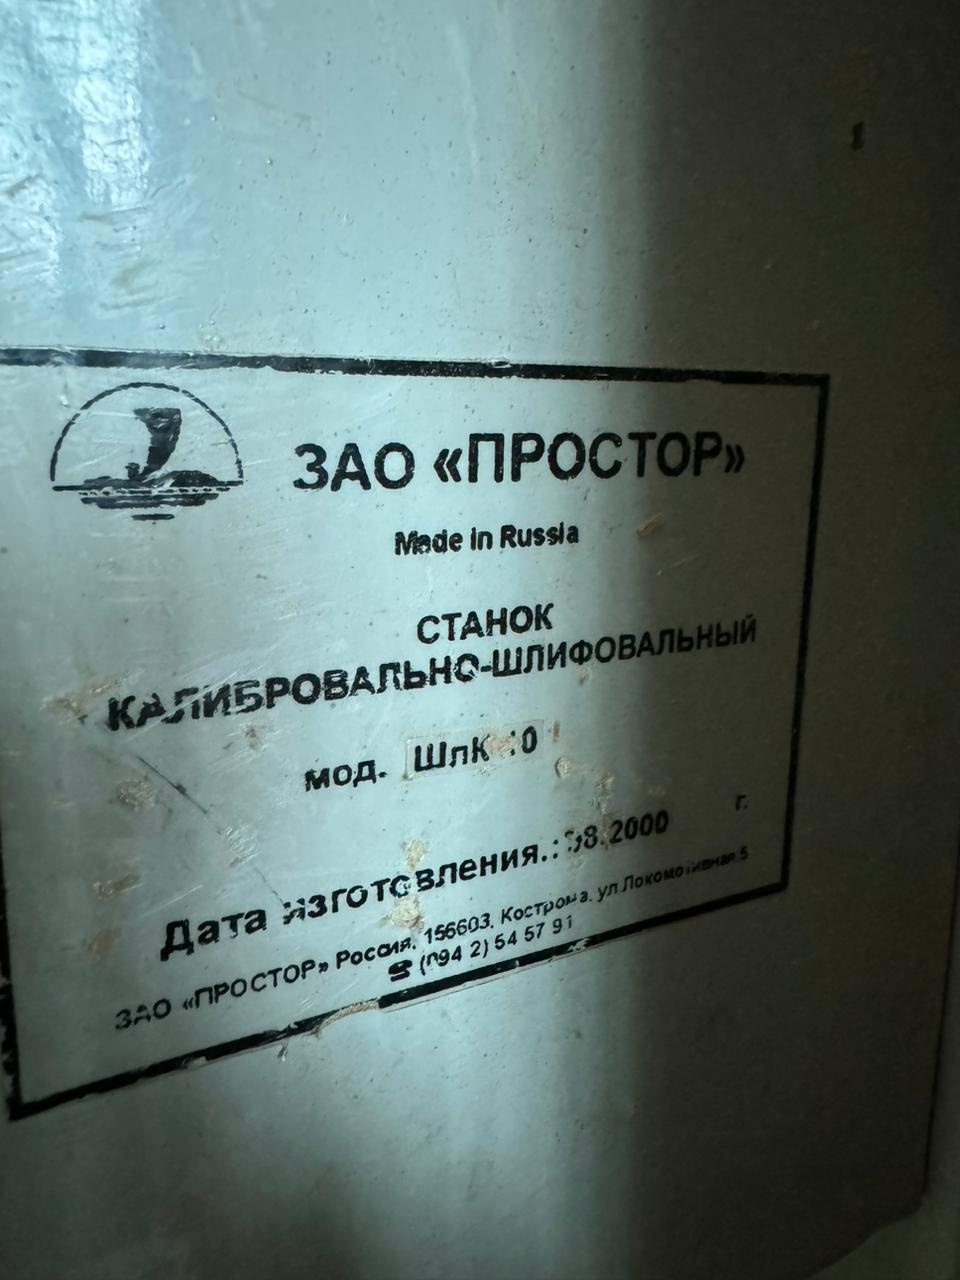 ЗАО «ПРОСТОР»
Made in Russia
СТАНОК
КАЛИБРОВАЛЬНО-ШЛИФОВАЛЬНЫЙ
мод. ШлК
Дата изготовления.: г.
ЗАО «ПРОСТОР» Россия, 156603, Кострома, ул.Локомотивная 5
☎ (094 2) 54 57 91